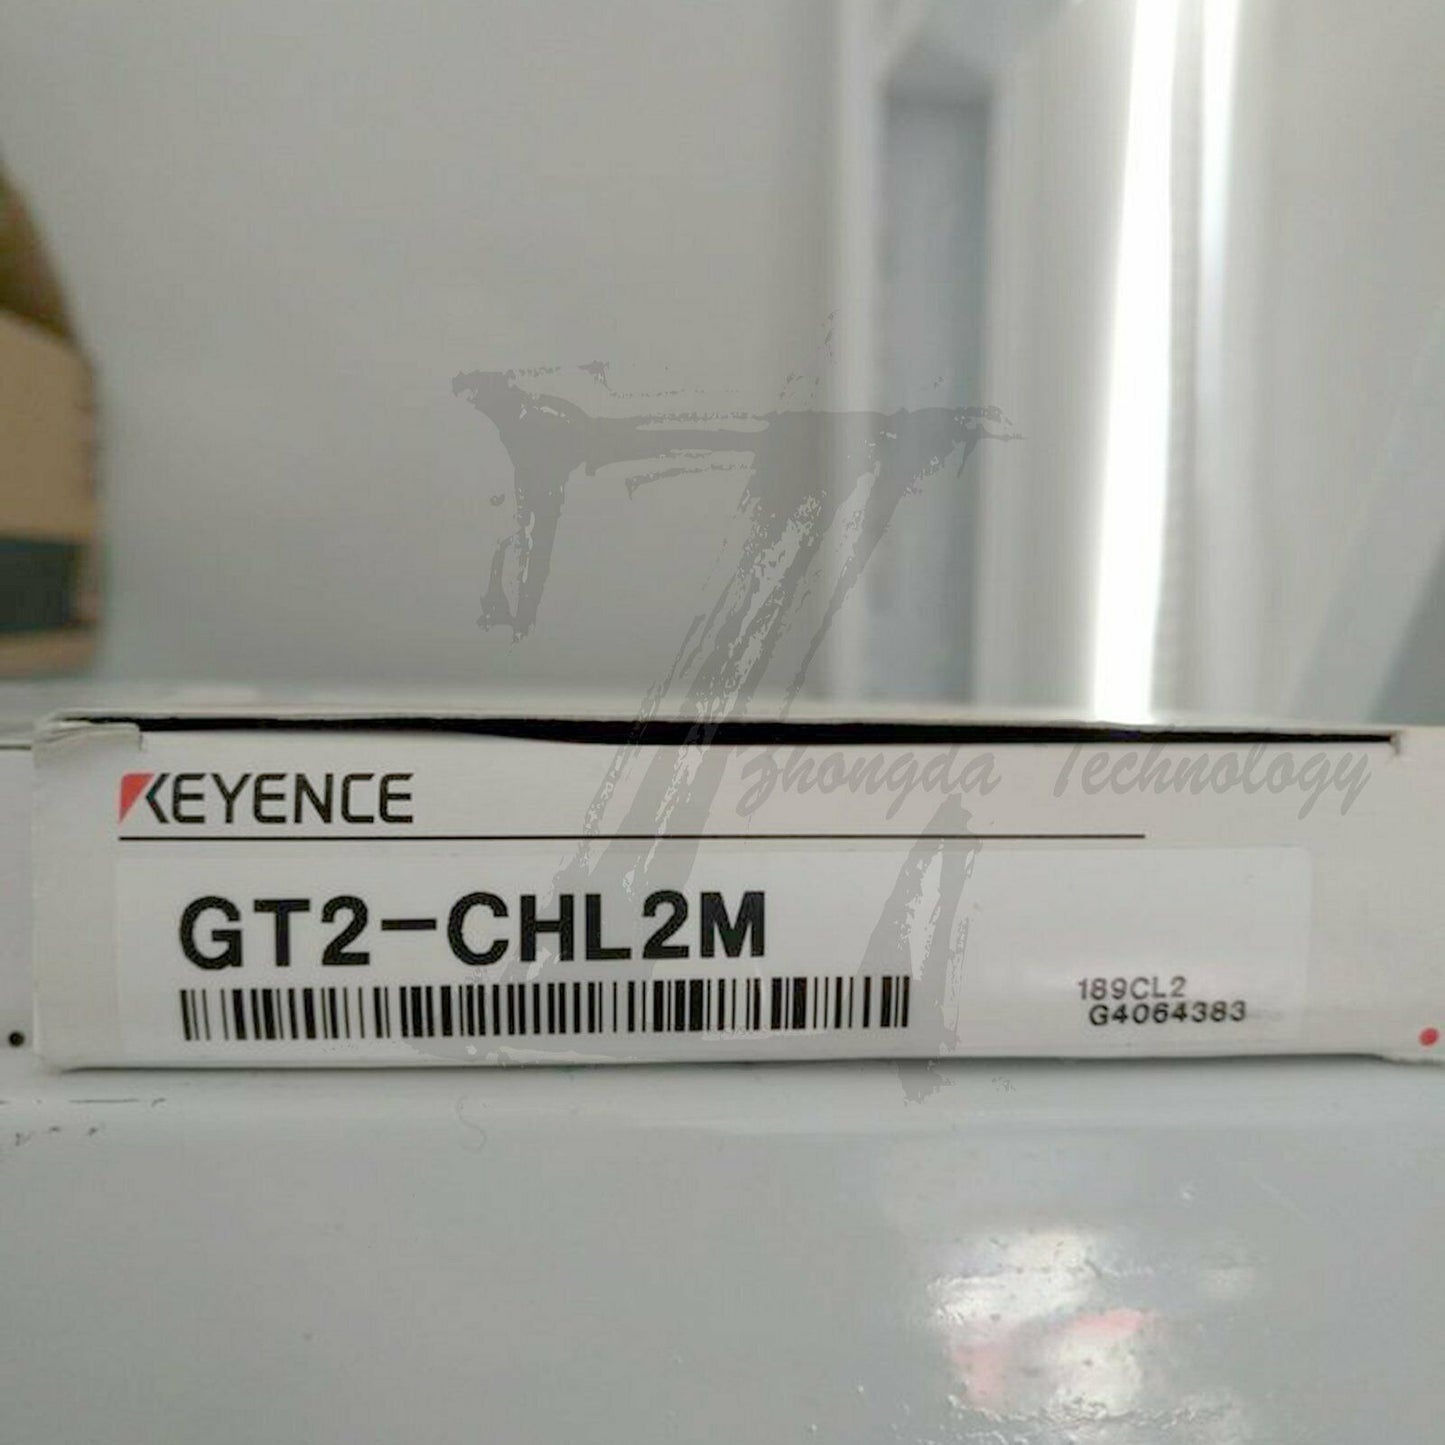 Zhongda Technology
KEYENCE
GT2-CHL2M
189CL2
G4064383